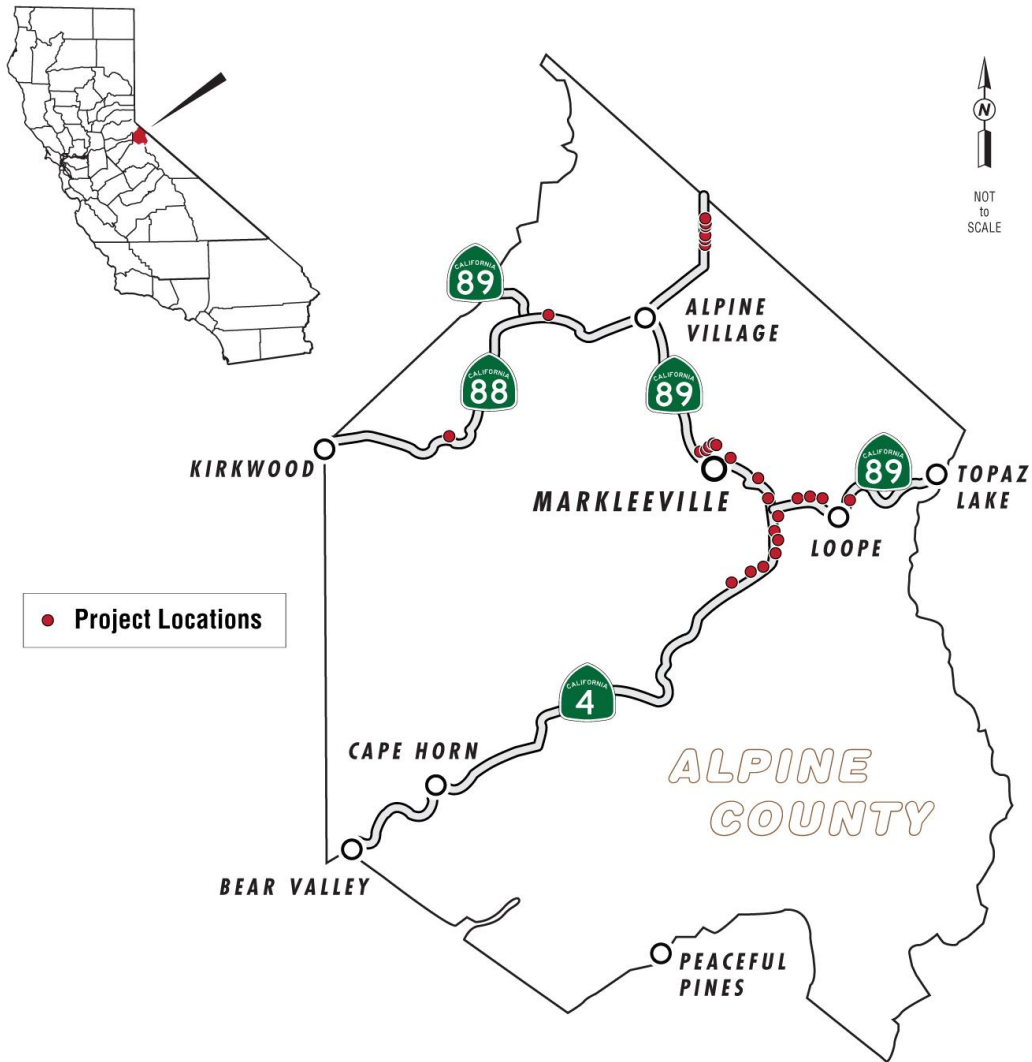 N
NOT
to
SCALE
CALIFORNIA
89
ALPINE
VILLAGE
CALIFORNIA
88
CALIFORNIA
89
KIRKWOOD
MARKLEEVILLE
CALIFORNIA
89
TOPAZ
LAKE
LOOPE
Project Locations
CALIFORNIA
4
CAPE HORN
ALPINE
COUNTY
BEAR VALLEY
PEACEFUL
PINES